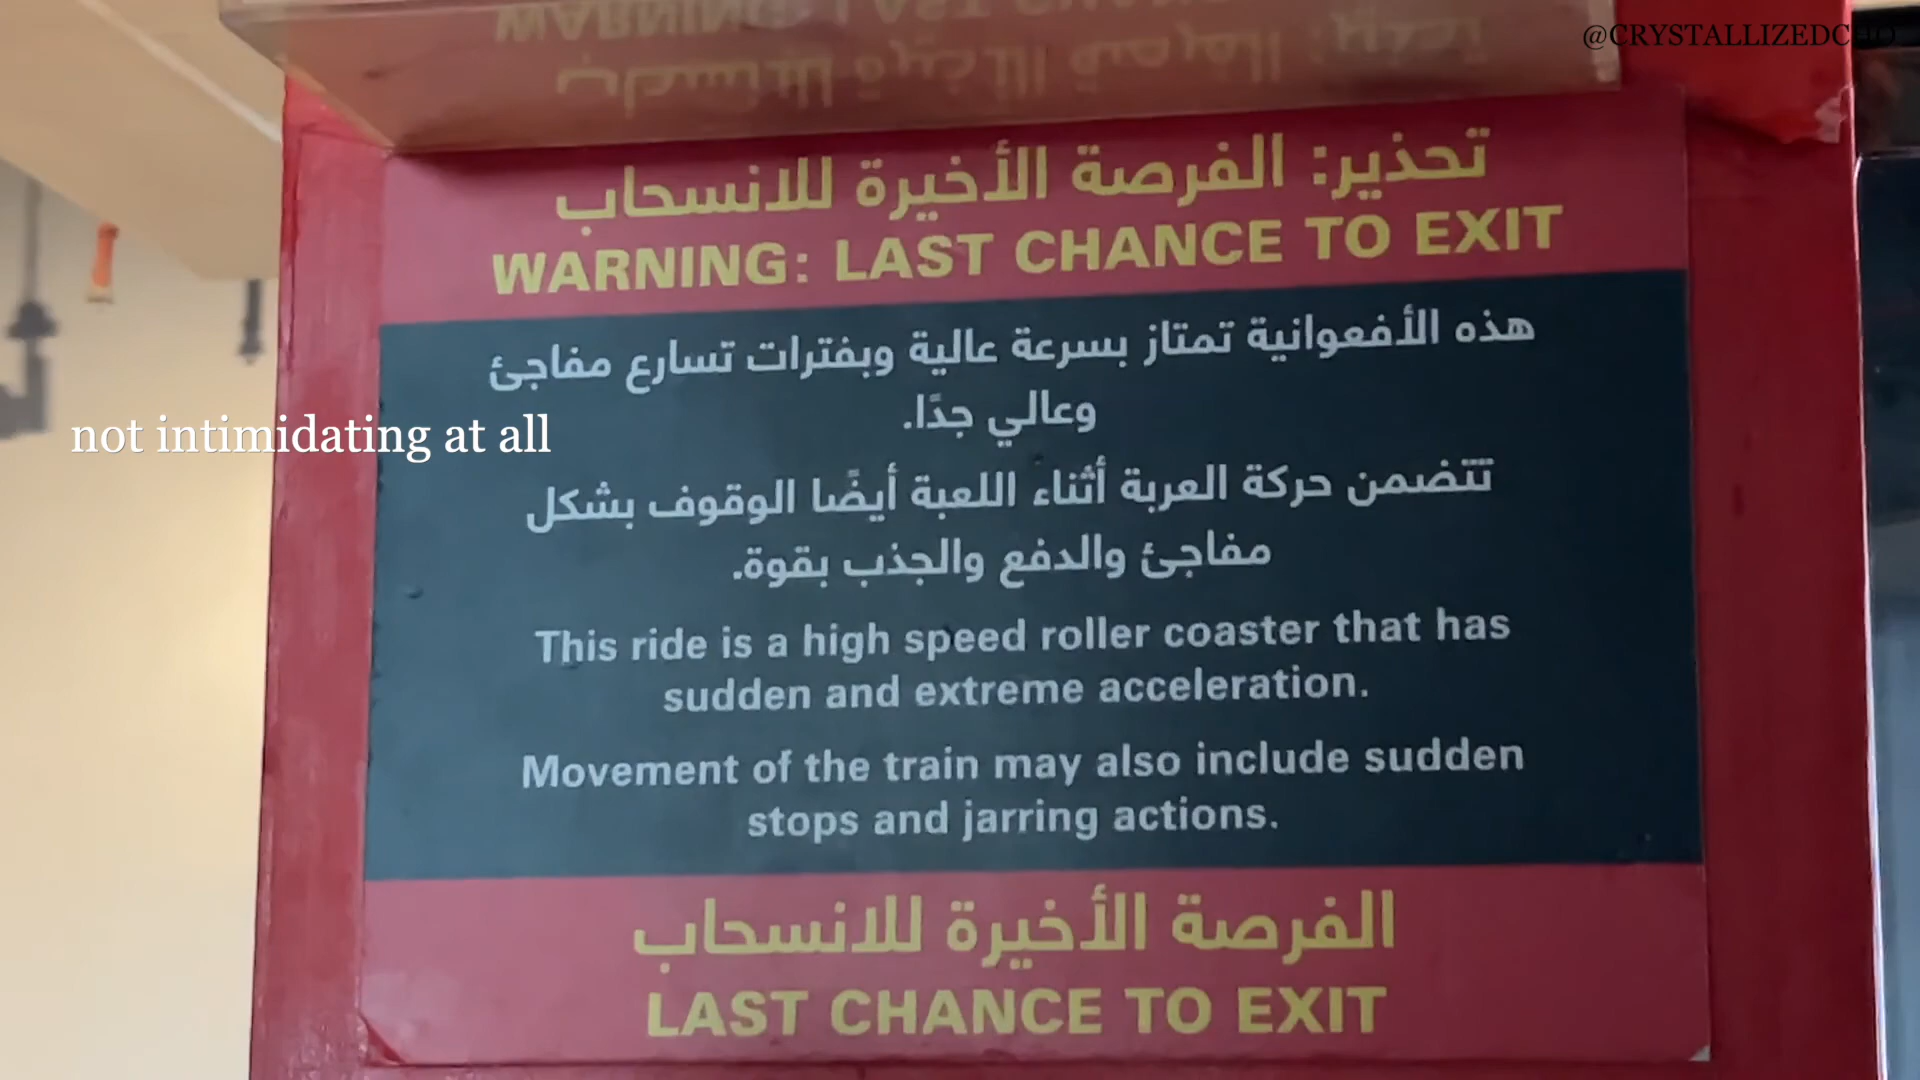 @CRYSTALLIZEDCHO
تحذير: الفرصة الأخيرة للانسحاب
WARNING: LAST CHANCE TO EXIT
هذه الأفعوانية تمتاز بسرعة عالية وبفترات تسارع مفاجئ
وعالي جدًا.
not intimidating at all
تتضمن حركة العربة أثناء اللعبة أيضًا الوقوف بشكل
مفاجئ والدفع والجذب بقوة.
This ride is a high speed roller coaster that has
sudden and extreme acceleration.
Movement of the train may also include sudden
stops and jarring actions.
الفرصة الأخيرة للانسحاب
LAST CHANCE TO EXIT